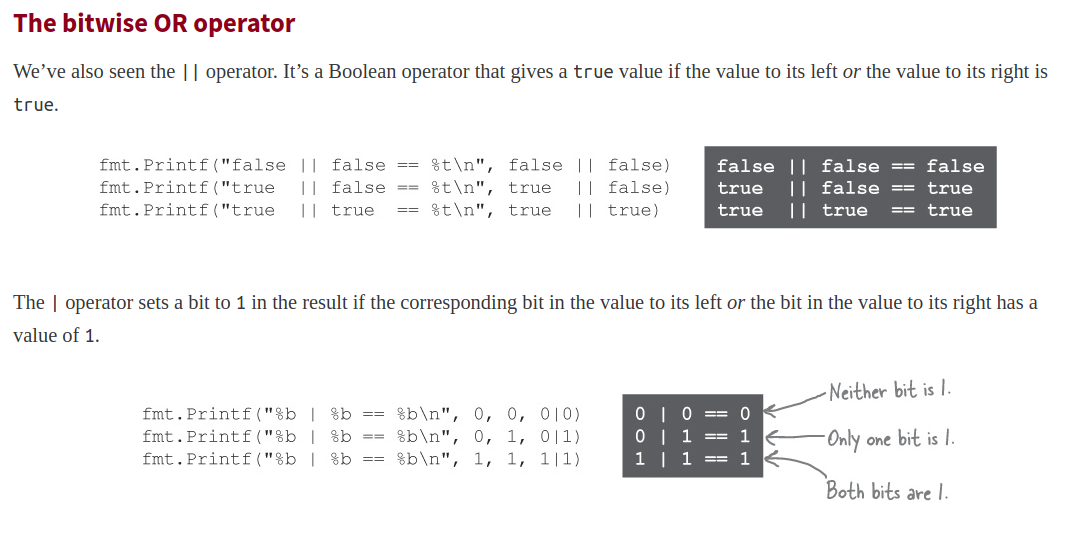 The bitwise OR operator
We’ve also seen the || operator. It’s a Boolean operator that gives a true value if the value to its left or the value to its right is
true.
fmt.Printf("false || false == %t\n", false || false)
fmt.Printf("true  || false == %t\n", true  || false)
fmt.Printf("true  || true  == %t\n", true  || true)
false || false == false
true  || false == true
true  || true  == true
The | operator sets a bit to 1 in the result if the corresponding bit in the value to its left or the bit in the value to its right has a
value of 1.
fmt.Printf("%b | %b == %b\n", 0, 0, 0|0)
fmt.Printf("%b | %b == %b\n", 0, 1, 0|1)
fmt.Printf("%b | %b == %b\n", 1, 1, 1|1)
0 | 0 == 0
0 | 1 == 1
1 | 1 == 1
Neither bit is 1.
Only one bit is 1.
Both bits are 1.